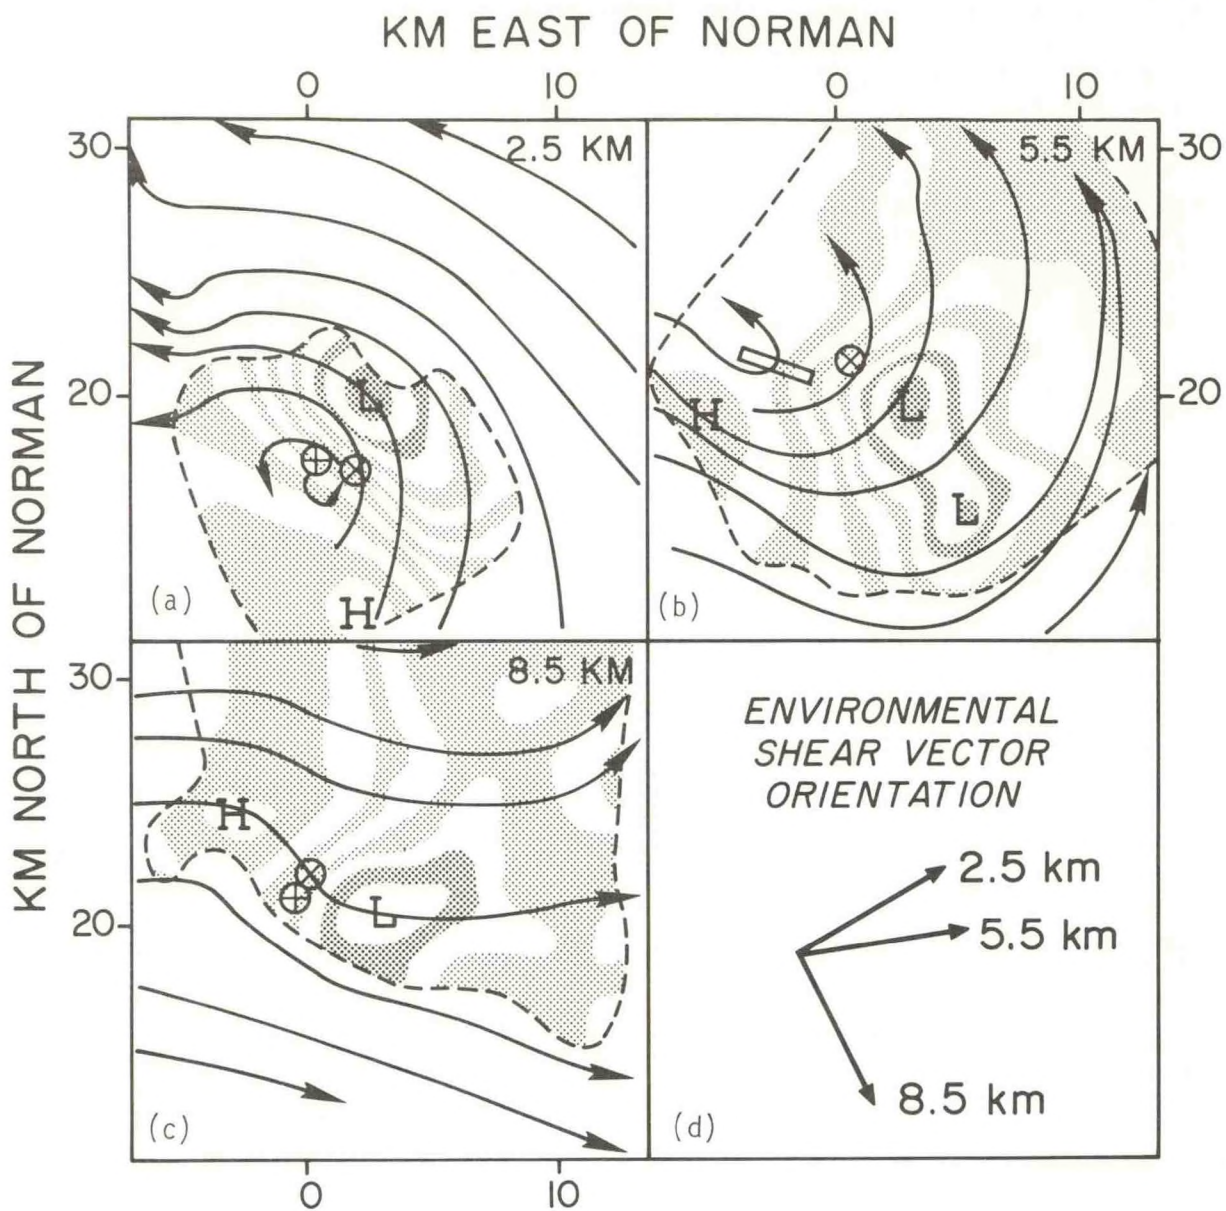 KM EAST OF NORMAN
0 10 0 10
30 2.5 KM 5.5 KM 30
KM NORTH OF NORMAN
20 20
L
H L
H L
(a) (b)
30 8.5 KM
ENVIRONMENTAL
SHEAR VECTOR
ORIENTATION
H
2.5 km
20 L 5.5 km
8.5 km
(c) (d)
0 10